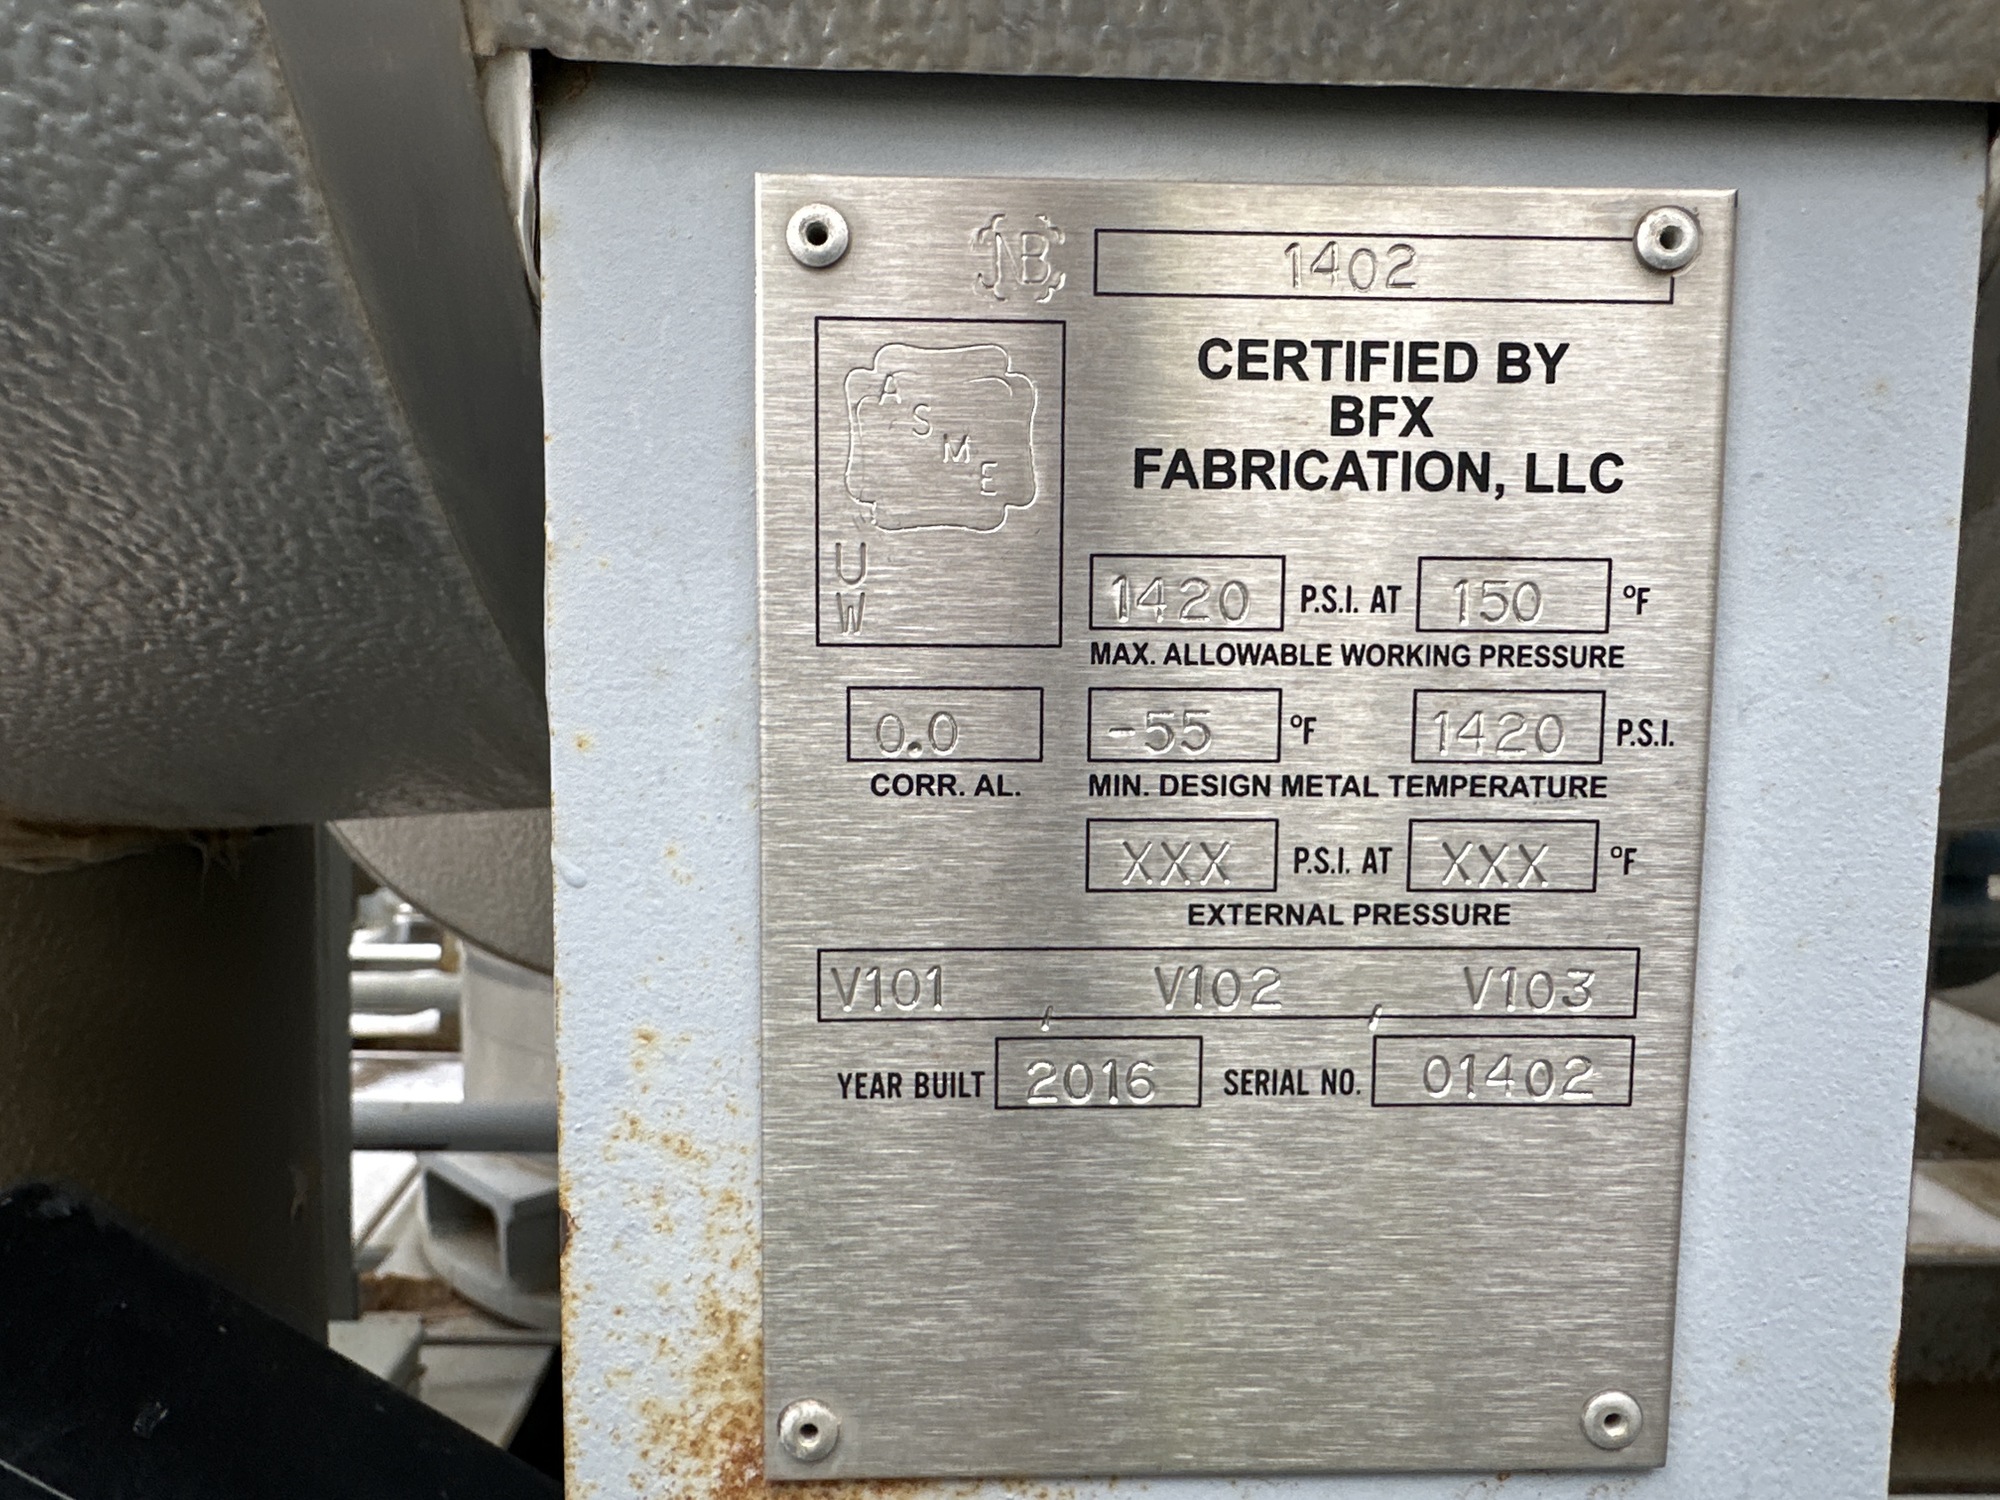 NB 1402
CERTIFIED BY
BFX
FABRICATION, LLC
A
S
M
E
U
W
1420 P.S.I. AT 150 °F
MAX. ALLOWABLE WORKING PRESSURE
0.0 -55 °F 1420 P.S.I.
CORR. AL. MIN. DESIGN METAL TEMPERATURE
XXX P.S.I. AT XXX °F
EXTERNAL PRESSURE
V101 , V102 , V103
YEAR BUILT 2016 SERIAL NO. 01402